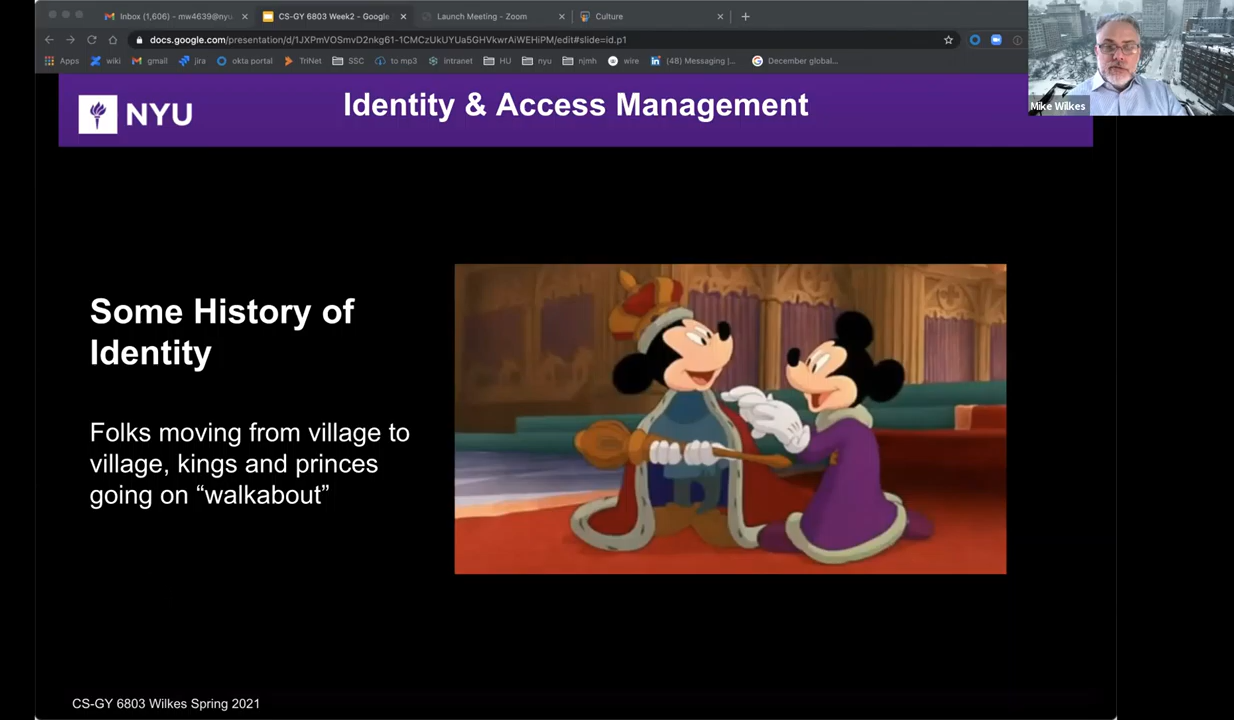 Inbox (1,606) - mw4639@nyu
CS-GY 6803 Week2 - Google
Launch Meeting - Zoom
Culture
docs.google.com/presentation/d/1JXPmVOSmvD2nkg61-1CMCzUkUYUa5GHVkwrAiWEHiPM/edit#slide=id.p1
Apps wiki gmail jira okta portal TriNet SSC to mp3 intranet HU nyu njmh wire (48) Messaging |... December global...
NYU
Identity & Access Management
Mike Wilkes
Some History of
Identity
Folks moving from village to
village, kings and princes
going on “walkabout”
CS-GY 6803 Wilkes Spring 2021